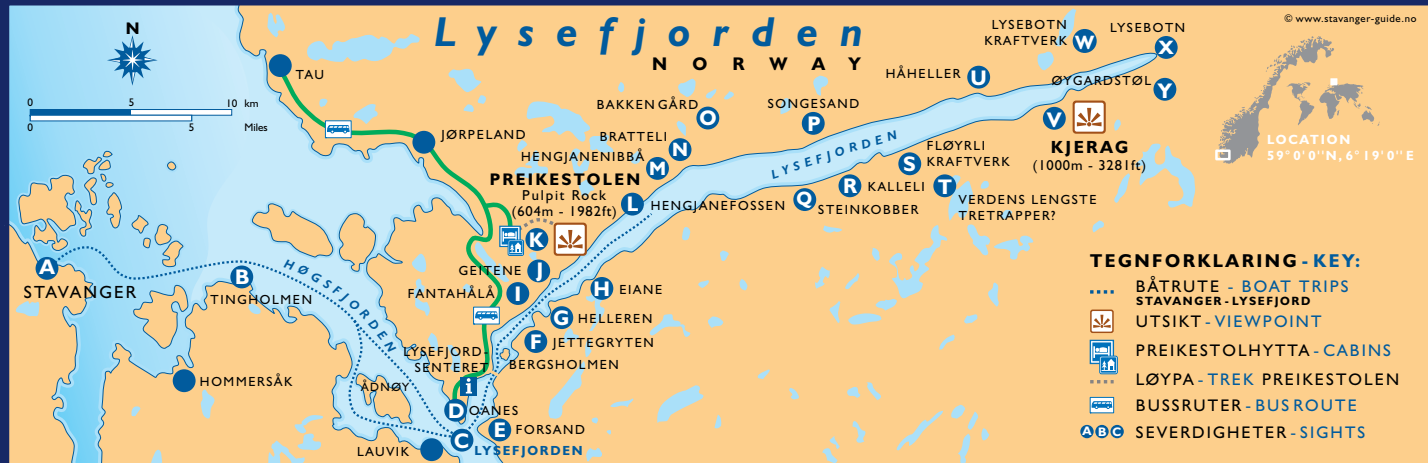 © www.stavanger-guide.no
Lysefjorden
NORWAY
N
0 5 10 km
0 5 Miles
TAU
JØRPELAND
BAKKEN GÅRD
O
BRATTELI
N
HENGJANENIBBÅ
M
PREIKESTOLEN
Pulpit Rock
(604m - 1982ft)
L
HENGJANEFOSSEN
SONGESAND
P
HÅHELLER
U
LYSEBOTN
KRAFTVERK
W
LYSEBOTN
X
ØYGARDSTØL
Y
V
KJERAG
(1000m - 3281ft)
LYSEFJORDEN
FLØYRLI
KRAFTVERK
S
R
KALLELI
Q
STEINKOBBER
T
VERDENS LENGSTE
TRETRAPPER?
LOCATION
59°0'0"N, 6°19'0"E
K
GEITENE
J
FANTAHÅLÅ
I
H
EIANE
G
HELLEREN
F
JETTEGRYTEN
BERGSHOLMEN
A
STAVANGER
B
TINGHOLMEN
HØGSFJORDEN
HOMMERSÅK
ÅDNØY
LYSEFJORD-
SENTERET
i
D
OANES
E
FORSAND
C
LYSEFJORDEN
LAUVIK
TEGNFORKLARING - KEY:
BÅTRUTE - BOAT TRIPS
STAVANGER - LYSEFJORD
UTSIKT - VIEWPOINT
PREIKESTOLHYTTA - CABINS
LØYPA - TREK PREIKESTOLEN
BUSSRUTER - BUSROUTE
ABC SEVERDIGHETER - SIGHTS